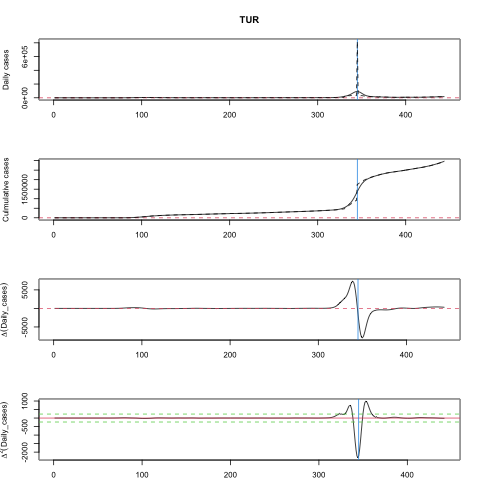 TUR
Daily cases
6e+05
0e+00
0 100 200 300 400
Culmulative cases
1500000
0
0 100 200 300 400
Δ(Daily_cases)
5000
-5000
0 100 200 300 400
Δ²(Daily_cases)
1000
-500
-2000
0 100 200 300 400